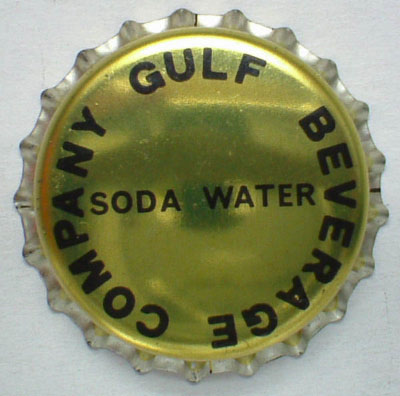 GULF BEVERAGE COMPANY
SODA WATER